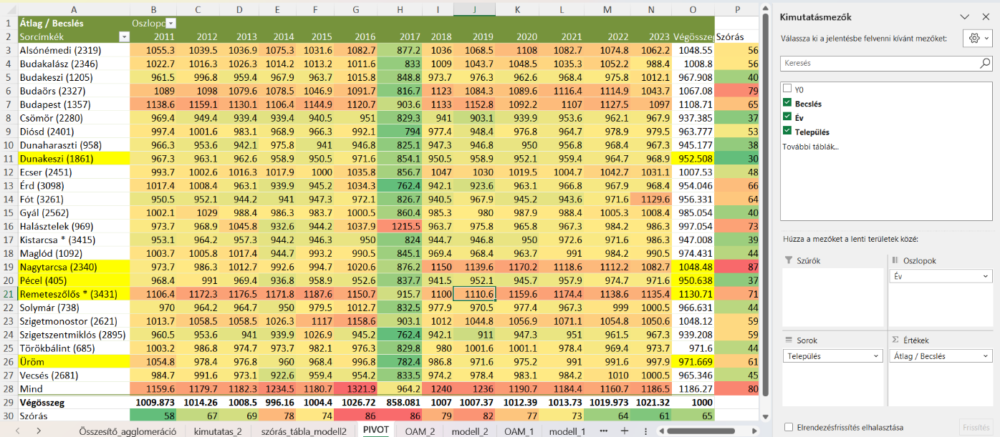 A B C D E F G H I J K L M N O P
1 Átlag / Becslés Oszlopc
2 Sorcímkék 2011 2012 2013 2014 2015 2016 2017 2018 2019 2020 2021 2022 2023 Végösszeg Szórás
3 Alsónémedi (2319) 1055.3 1039.5 1036.9 1075.3 1031.6 1082.7 877.2 1036 1068.5 1108 1082.7 1074.8 1062.2 1048.55 56
4 Budakalász (2346) 1022.7 1016.3 1026.3 1014.2 1013.2 1011.6 833 1009 1043.7 1048.5 1035.3 1052.2 988.4 1008.8 56
5 Budakeszi (1205) 961.5 996.8 959.4 967.9 963.7 1015.8 848.8 973.7 976.3 962.6 968.4 975.8 1012.1 967.908 40
6 Budaörs (2327) 1089 1098 1079.6 1078.5 1046.9 1091.7 816.7 1123 1084.3 1089.6 1116.4 1114.9 1043.7 1067.08 79
7 Budapest (1357) 1138.6 1159.1 1130.1 1106.4 1144.9 1120.7 903.6 1133 1152.8 1092.2 1107 1127.5 1097 1108.71 65
8 Csömör (2280) 969.4 949.4 939.4 939.4 940.5 951 829.3 941 903.1 939.9 953.6 962.1 967.9 937.385 37
9 Diósd (2401) 997.4 1001.6 983.1 968.9 966.3 992.1 794 977.4 948.4 976.8 964.7 978.9 979.5 963.777 53
10 Dunaharaszti (958) 966.3 953.6 942.1 975.8 941 946.8 825.1 947.3 946.8 950 956.8 968.4 967.3 945.177 38
11 Dunakeszi (1861) 967.3 963.1 962.6 958.9 950.5 971.6 854.1 950.5 958.9 952.1 959.4 964.7 968.9 952.508 30
12 Ecser (2451) 993.7 1002.6 1016.3 1017.9 1000 1035.8 856.7 1047 1030 1019.5 1004.7 1042.7 1031.1 1007.53 48
13 Érd (3098) 1017.4 1008.4 963.1 939.9 945.2 1034.3 762.4 942.1 923.6 963.1 966.8 967.9 968.4 954.046 66
14 Fót (3261) 950.5 952.1 944.2 941 947.3 972.1 826.7 940.5 967.9 945.2 943.6 971.6 1129.6 956.331 64
15 Gyál (2562) 1002.1 1029 988.4 986.3 983.7 1000.5 860.4 985.3 980 987.9 988.4 1005.3 1008.4 985.054 40
16 Halásztelek (969) 973.7 968.9 1045.8 932.6 944.2 1037.9 1215.5 963.7 975.8 965.8 967.3 984.2 986.3 997.054 73
17 Kistarcsa * (3415) 953.1 964.2 957.3 944.2 946.3 950 824 944.7 946.8 950 972.6 971.6 986.3 947.008 39
18 Maglód (1092) 1003.7 1005.8 1017.4 944.7 993.2 990.5 845.1 969.4 968.4 963.7 991 984.2 990.5 974.431 44
19 Nagytarcsa (2340) 973.7 986.3 1012.7 992.6 994.7 1020.6 876.2 1150 1139.6 1170.2 1118.6 1112.2 1082.7 1048.48 87
20 Pécel (405) 968.4 991 969.4 936.8 958.9 952.6 837.7 941.5 952.1 945.7 957.9 974.7 971.6 950.638 37
21 Remeteszőlős * (3431) 1106.4 1172.3 1176.5 1171.8 1187.6 1150.7 915.7 1100 1110.6 1159.6 1174.4 1138.6 1135.4 1130.71 71
22 Solymár (738) 970 964.2 964.7 950 979.5 1012.7 832.5 977.9 970.5 977.4 967.3 999 1000.5 966.631 44
23 Szigetmonostor (2621) 1013.7 1058.5 1058.5 1026.3 1117 1158.6 903.1 1012 1044.8 1056.9 1071.1 1054.8 1050.6 1048.12 59
24 Szigetszentmiklós (2895) 960.5 953.6 941 939.9 1026.9 945.2 762.4 942.1 911 947.3 951 961.5 967.3 939.208 59
25 Törökbálint (685) 1003.2 986.8 974.7 973.7 982.1 976.3 829.8 980 1001.6 1001.1 978.4 969.4 973.7 971.6 44
26 Üröm 1054.8 978.4 976.8 960 968.4 996.8 782.4 986.8 971.6 975.2 991 991.6 997.9 971.669 61
27 Vecsés (2681) 984.7 991.6 973.1 922.6 959.4 954.2 833.5 974.2 978.4 983.1 984.2 1010 1000.5 965.346 45
28 Mind 1159.6 1179.7 1182.3 1234.5 1180.7 1321.9 964.2 1240 1236 1190.7 1184.4 1160.7 1186.5 1186.27 80
29 Végösszeg 1009.873 1014.26 1008.5 996.16 1004.4 1026.72 858.081 1007 1007.37 1012.39 1013.73 1019.973 1021.32 1000
30 Szórás 58 67 69 78 74 86 86 79 82 77 73 64 61 65
Összesítő_agglomeráció kimutatas_2 szórás_tábla_modell2 PIVOT OAM_2 modell_2 OAM_1 modell_1
Kimutatásmezők
Válassza ki a jelentésbe felvenni kívánt mezőket:
Keresés
Y0
Becslés
Év
Település
További táblák...
Húzza a mezőket a lenti területek közé:
Szűrők
Oszlopok
Év
Sorok
Település
Értékek
Átlag / Becslés
Elrendezésfrissítés elhalasztása
Frissítés